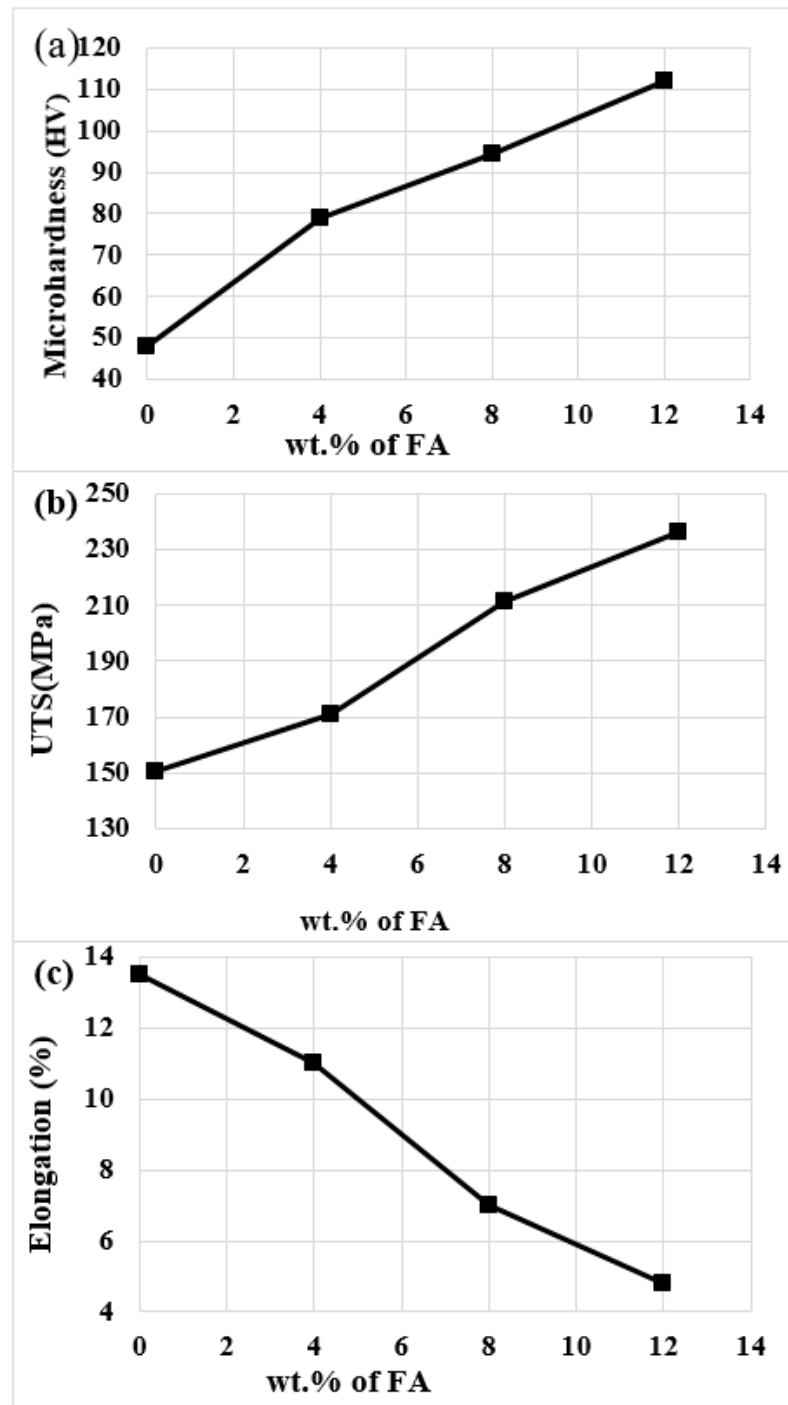 (a)
120
110
100
90
80
70
60
50
40
Microhardness (HV)
0 2 4 6 8 10 12 14
wt.% of FA
(b)
250
230
210
190
170
150
130
UTS(MPa)
0 2 4 6 8 10 12 14
wt.% of FA
(c)
14
12
10
8
6
4
Elongation (%)
0 2 4 6 8 10 12 14
wt.% of FA